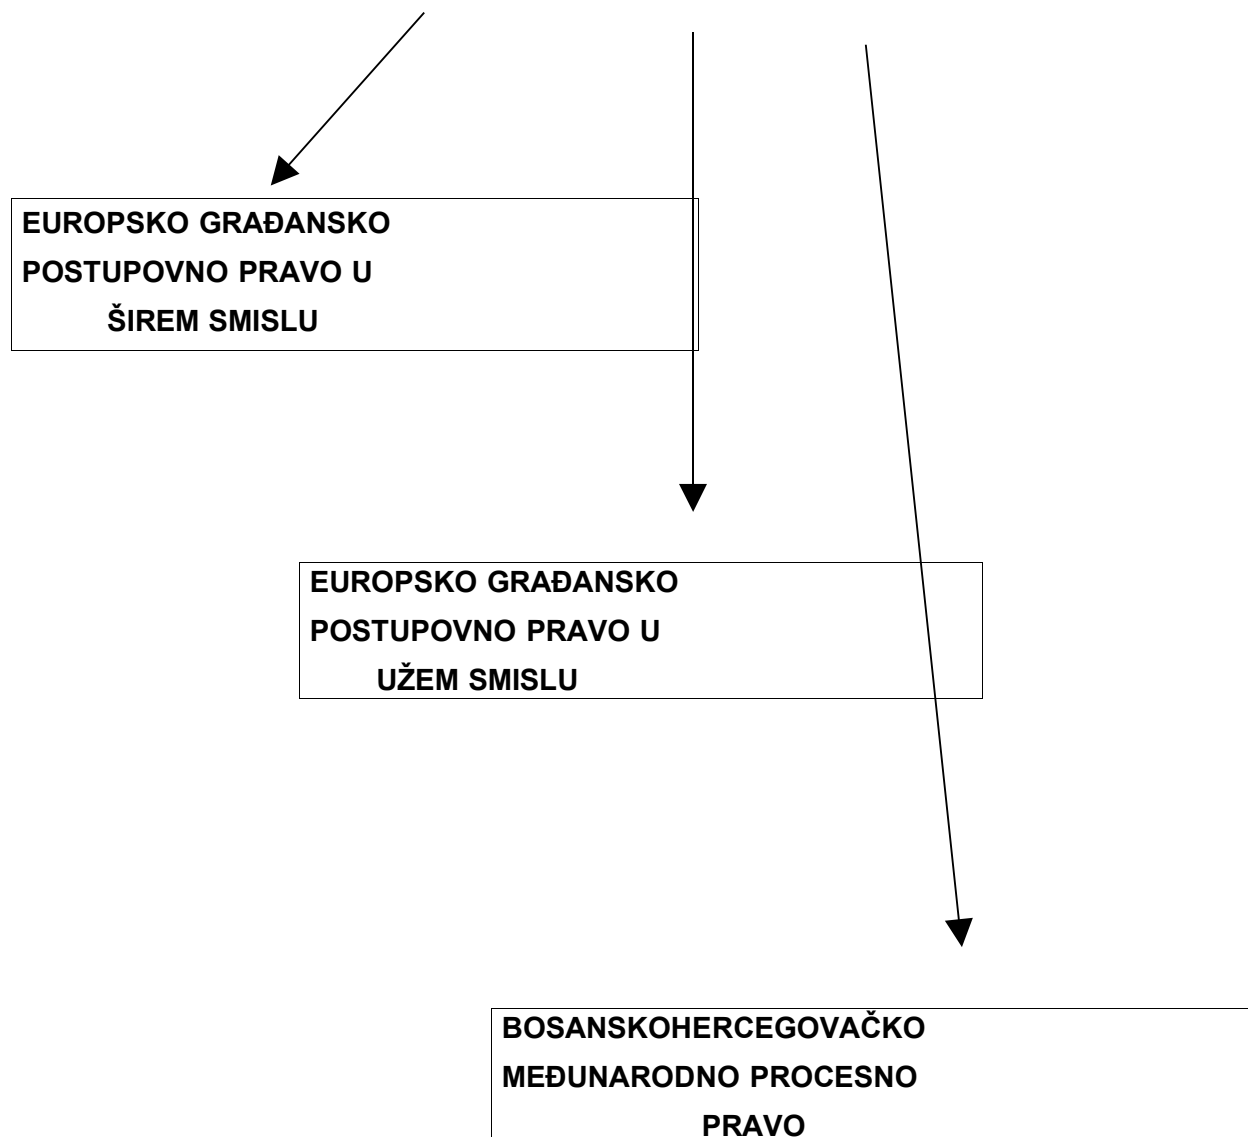 EUROPSKO GRAĐANSKO
POSTUPOVNO PRAVO U
ŠIREM SMISLU
EUROPSKO GRAĐANSKO
POSTUPOVNO PRAVO U
UŽEM SMISLU
BOSANSKOHERCEGOVAČKO
MEĐUNARODNO PROCESNO
PRAVO